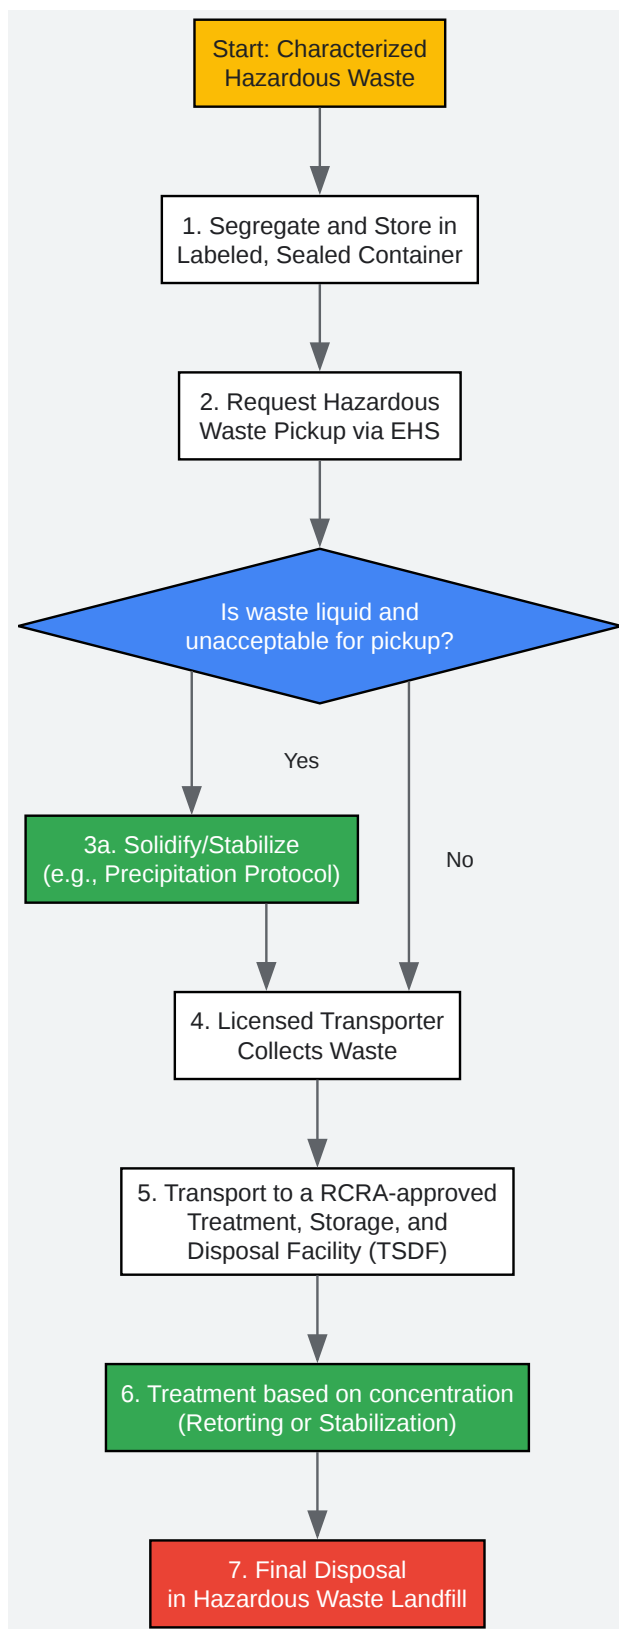 Start: Characterized
Hazardous Waste
1. Segregate and Store in
Labeled, Sealed Container
2. Request Hazardous
Waste Pickup via EHS
Is waste liquid and
unacceptable for pickup?
Yes
3a. Solidify/Stabilize
(e.g., Precipitation Protocol)
No
4. Licensed Transporter
Collects Waste
5. Transport to a RCRA-approved
Treatment, Storage, and
Disposal Facility (TSDF)
6. Treatment based on concentration
(Retorting or Stabilization)
7. Final Disposal
in Hazardous Waste Landfill